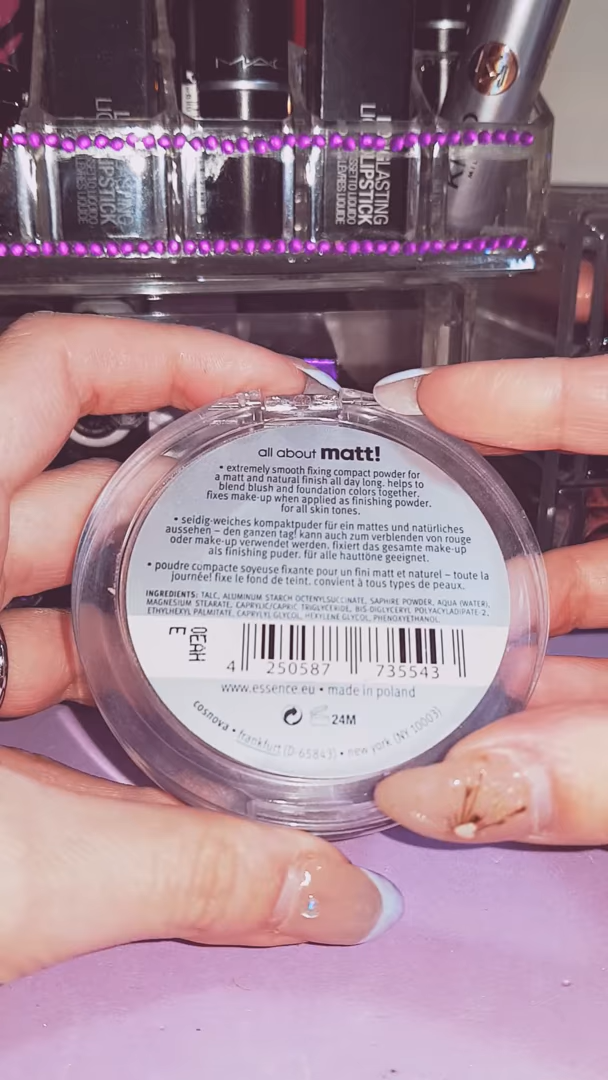 MAC
LIQUID LIPSTICK
LASTING
LIPSTICK
all about matt!
• extremely smooth fixing compact powder for
a matt and natural finish all day long. helps to
blend blush and foundation colors together.
fixes make-up when applied as finishing powder.
for all skin tones.
• seidig-weiches kompaktpuder für ein mattes und natürliches
aussehen – den ganzen tag! kann auch zum verblenden von rouge
oder make-up verwendet werden. fixiert das gesamte make-up
als finishing puder. für alle hauttöne geeignet.
• poudre compacte soyeuse fixante pour un fini matt et naturel – toute la
journée! fixe le fond de teint. convient à tous types de peaux.
INGREDIENTS: TALC, ALUMINUM STARCH OCTENYLSUCCINATE, SAPHIRE POWDER, AQUA (WATER),
MAGNESIUM STEARATE, CAPRYLIC/CAPRIC TRIGLYCERIDE, BIS-DIGLYCERYL POLYACYLADIPATE-2,
ETHYLHEXYL PALMITATE, CAPRYLYL GLYCOL, HEXYLENE GLYCOL, PHENOXYETHANOL.
4 250587 735543
www.essence.eu • made in poland
24M
cosnova • frankfurt (D-65843) • new york (NY 10003)